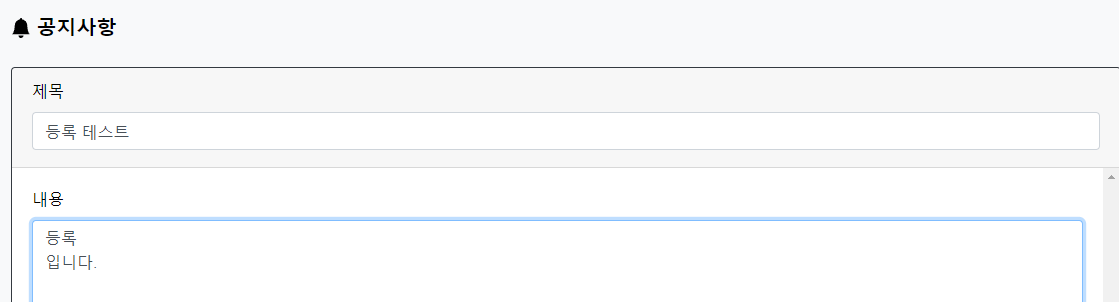 공지사항
제목
등록 테스트
내용
등록
입니다.